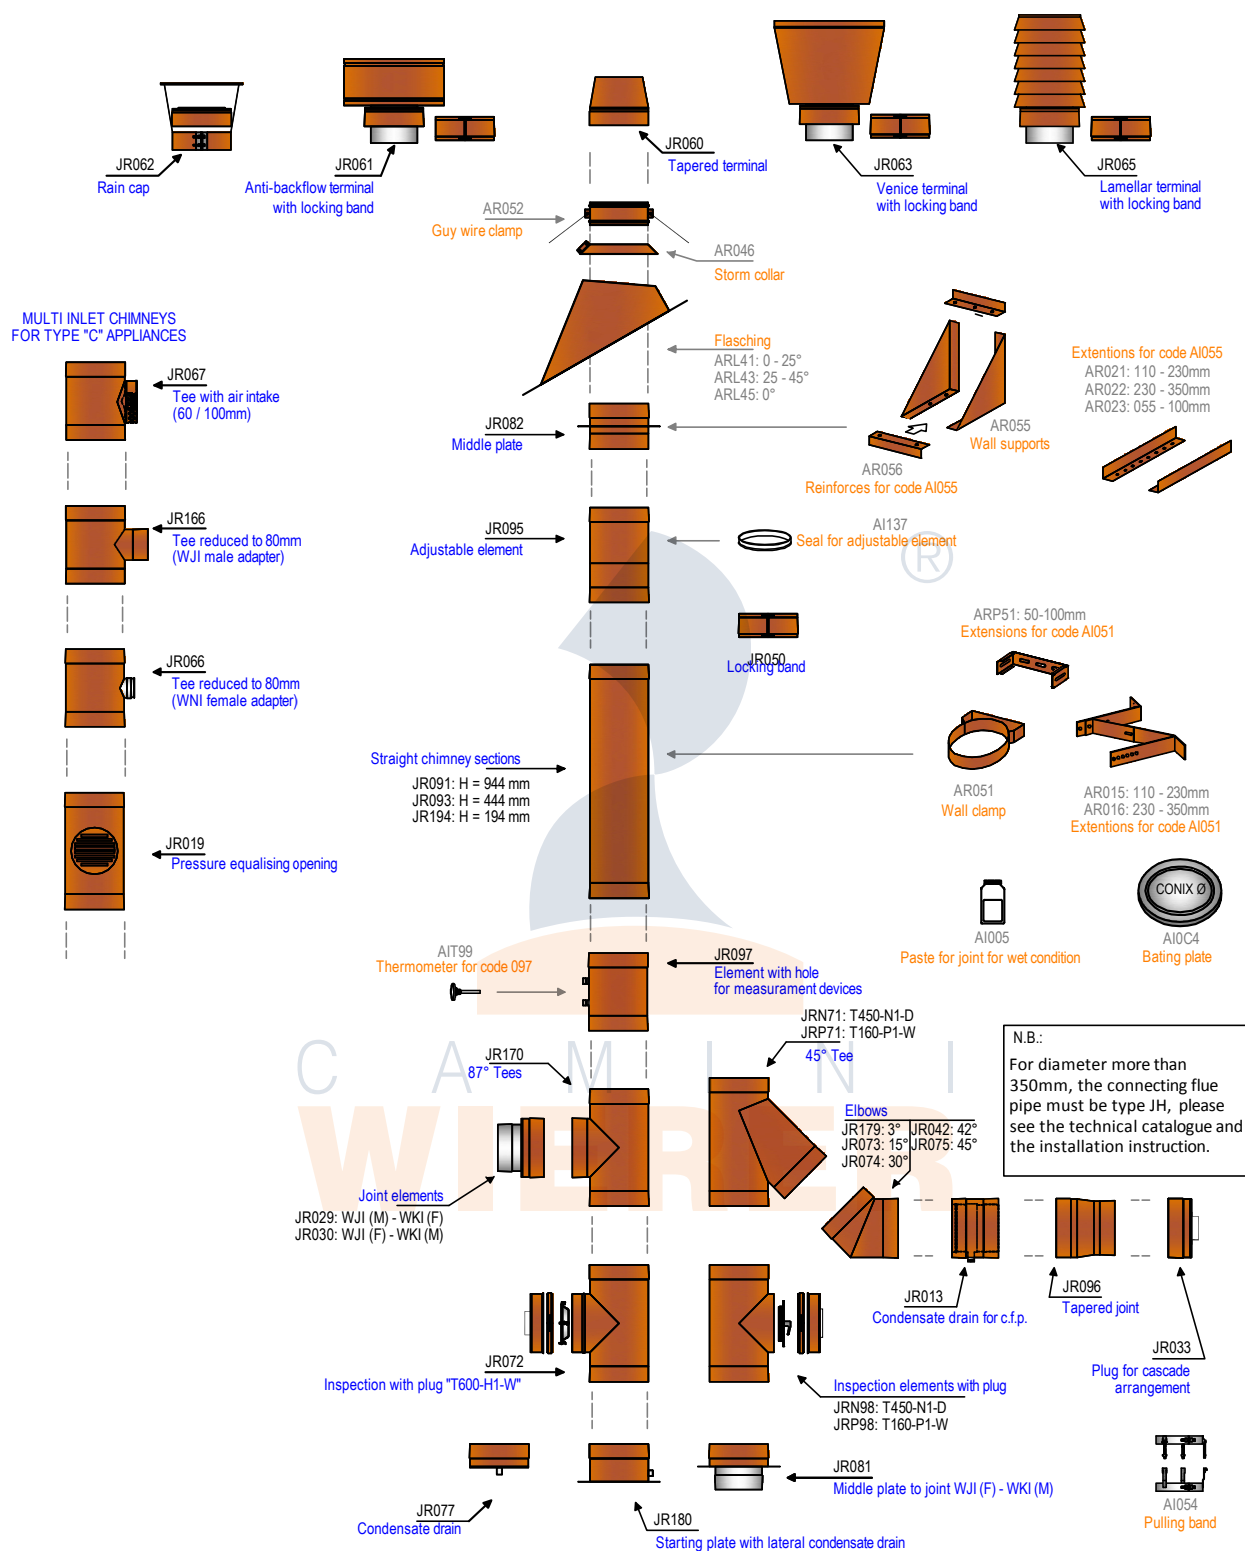 JR062
Rain cap
JR061
Anti-backflow terminal
with locking band
JR060
Tapered terminal
JR063
Venice terminal
with locking band
JR065
Lamellar terminal
with locking band
AR052
Guy wire clamp
AR046
Storm collar
MULTI INLET CHIMNEYS
FOR TYPE "C" APPLIANCES
JR067
Tee with air intake
(60 / 100mm)
Flasching
ARL41: 0 - 25°
ARL43: 25 - 45°
ARL45: 0°
Extentions for code AI055
AR021: 110 - 230mm
AR022: 230 - 350mm
AR023: 055 - 100mm
JR082
Middle plate
AR055
Wall supports
AR056
Reinforces for code AI055
JR166
Tee reduced to 80mm
(WJI male adapter)
JR095
Adjustable element
AI137
Seal for adjustable element
®
JR050
Locking band
ARP51: 50-100mm
Extensions for code AI051
JR066
Tee reduced to 80mm
(WNI female adapter)
Straight chimney sections
JR091: H = 944 mm
JR093: H = 444 mm
JR194: H = 194 mm
AR051
Wall clamp
AR015: 110 - 230mm
AR016: 230 - 350mm
Extentions for code AI051
JR019
Pressure equalising opening
CONIX Ø
AI005
Paste for joint for wet condition
AI0C4
Bating plate
AIT99
Thermometer for code 097
JR097
Element with hole
for measurament devices
JRN71: T450-N1-D
JRP71: T160-P1-W
45° Tee
N.B.:
For diameter more than
350mm, the connecting flue
pipe must be type JH, please
see the technical catalogue and
the installation instruction.
CAMINI
WIERER
JR170
87° Tees
Elbows
JR179: 3° JR042: 42°
JR073: 15° JR075: 45°
JR074: 30°
Joint elements
JR029: WJI (M) - WKI (F)
JR030: WJI (F) - WKI (M)
JR013
Condensate drain for c.f.p.
JR096
Tapered joint
JR033
Plug for cascade
arrangement
JR072
Inspection with plug "T600-H1-W"
Inspection elements with plug
JRN98: T450-N1-D
JRP98: T160-P1-W
JR077
Condensate drain
JR180
Starting plate with lateral condensate drain
JR081
Middle plate to joint WJI (F) - WKI (M)
AI054
Pulling band